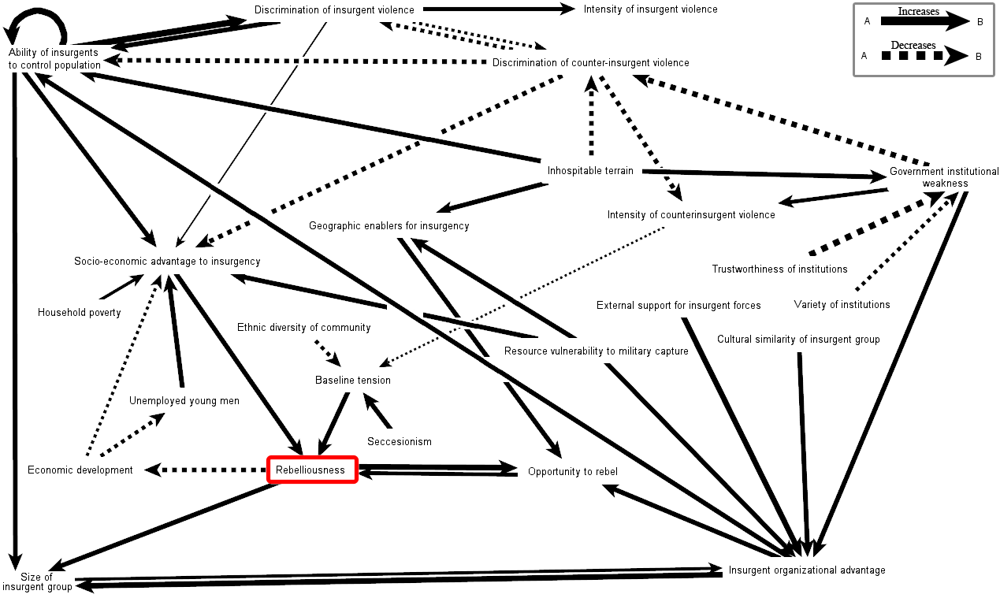 Discrimination of insurgent violence
Intensity of insurgent violence
Increases
A
B
Decreases
A
B
Ability of insurgents
to control population
Discrimination of counter-insurgent violence
Inhospitable terrain
Government institutional
weakness
Intensity of counterinsurgent violence
Geographic enablers for insurgency
Socio-economic advantage to insurgency
Trustworthiness of institutions
Household poverty
External support for insurgent forces
Variety of institutions
Ethnic diversity of community
Cultural similarity of insurgent group
Resource vulnerability to military capture
Baseline tension
Unemployed young men
Seccesionism
Economic development
Rebelliousness
Opportunity to rebel
Insurgent organizational advantage
Size of
insurgent group